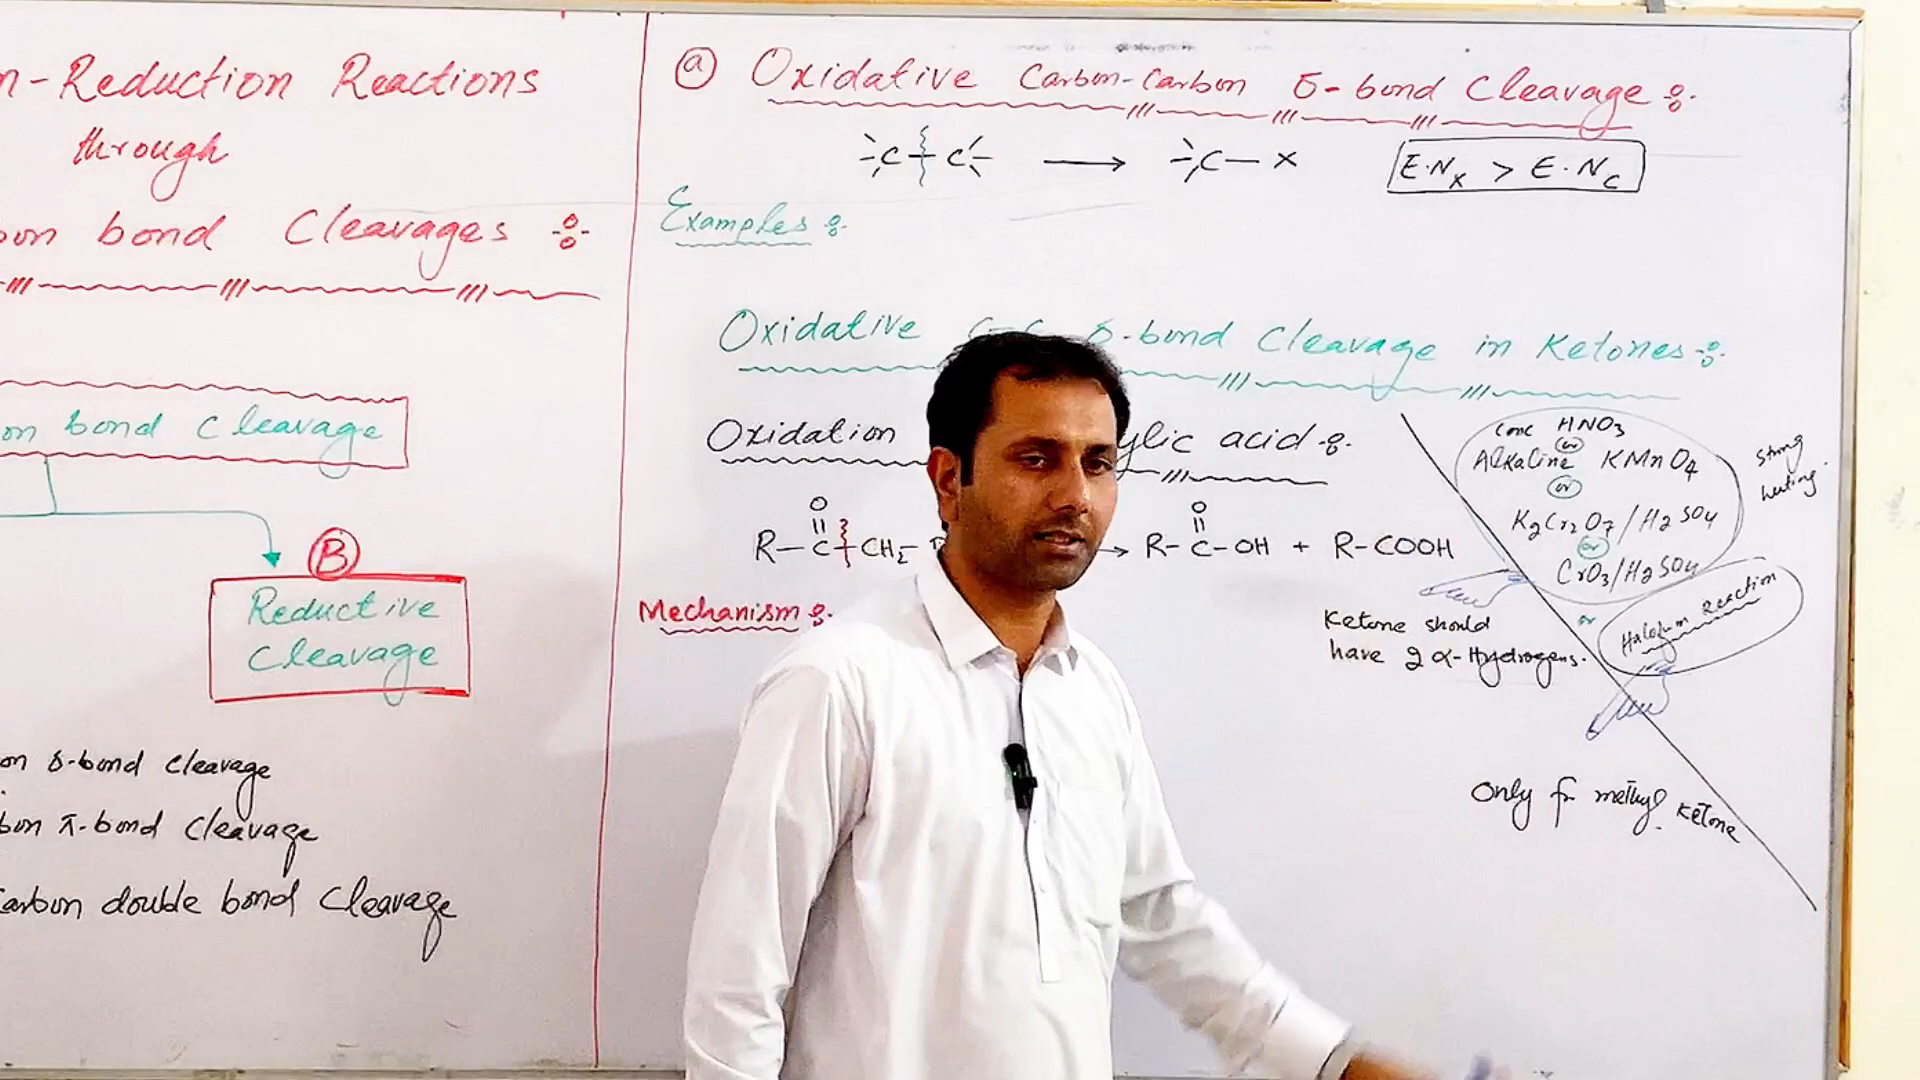 n-Reduction Reactions
through
bon bond Cleavages :-
on bond cleavage
B
Reductive
Cleavage
on σ-bond cleavage
bon π-bond cleavage
Carbon double bond cleavage
(a) Oxidative Carbon-Carbon σ-bond Cleavage :-
-C-C- → -C-X E.Nx > E.Nc
Examples :-
Oxidative C-C σ-bond Cleavage in Ketones :-
Oxidation ylic acid :-
O O
R-C-CH2- → R-C-OH + R-COOH
Mechanism :-
conc HNO3
or
Alkaline KMnO4
or
K2Cr2O7/H2SO4
or
CrO3/H2SO4
Strong
heating
or
Haloform Reaction
Ketone should
have 2 α-Hydrogens.
Only for methyl Ketone